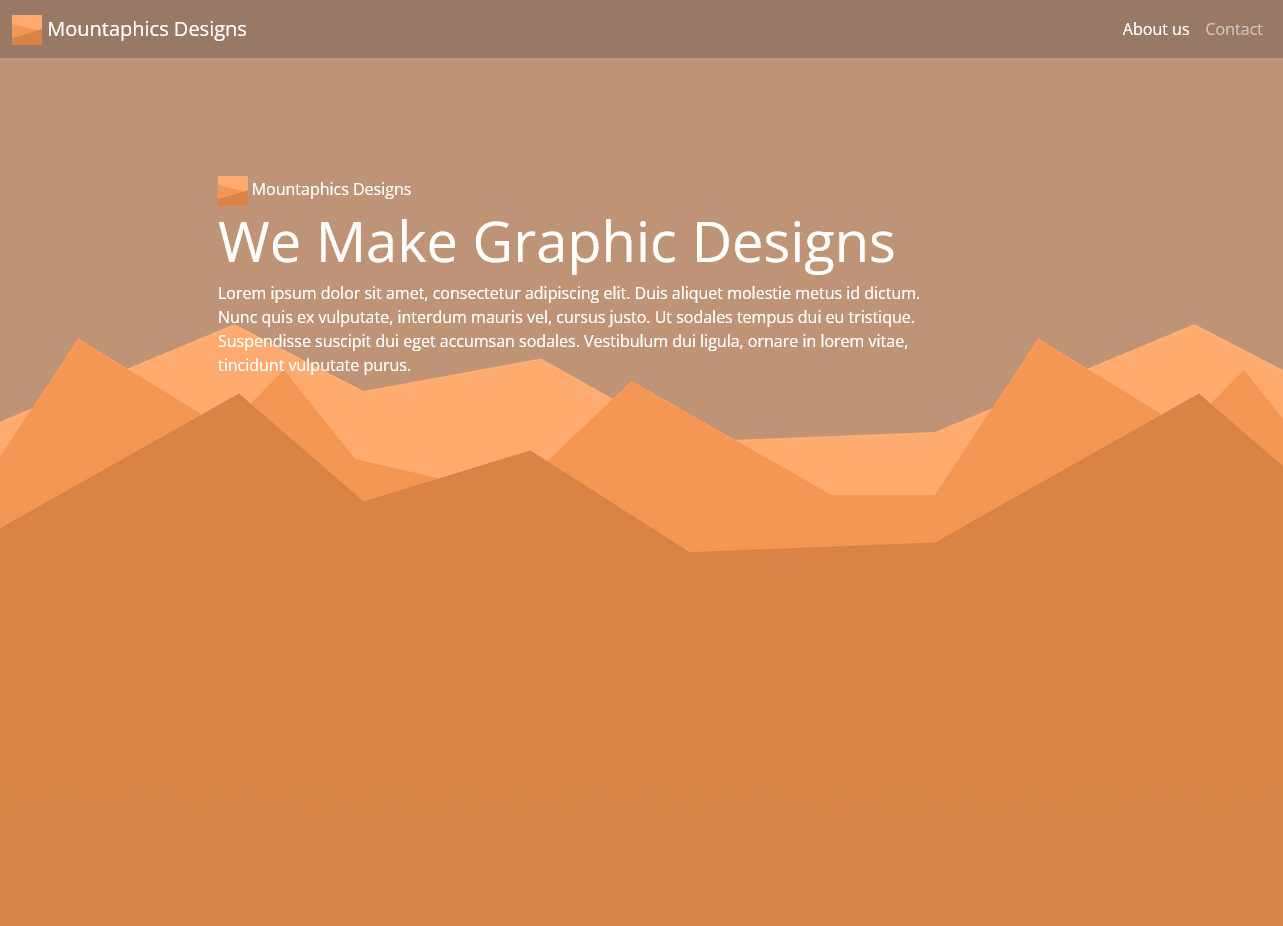 Mountaphics Designs
About us
Contact
Mountaphics Designs
We Make Graphic Designs
Lorem ipsum dolor sit amet, consectetur adipiscing elit. Duis aliquet molestie metus id dictum.
Nunc quis ex vulputate, interdum mauris vel, cursus justo. Ut sodales tempus dui eu tristique.
Suspendisse suscipit dui eget accumsan sodales. Vestibulum dui ligula, ornare in lorem vitae,
tincidunt vulputate purus.